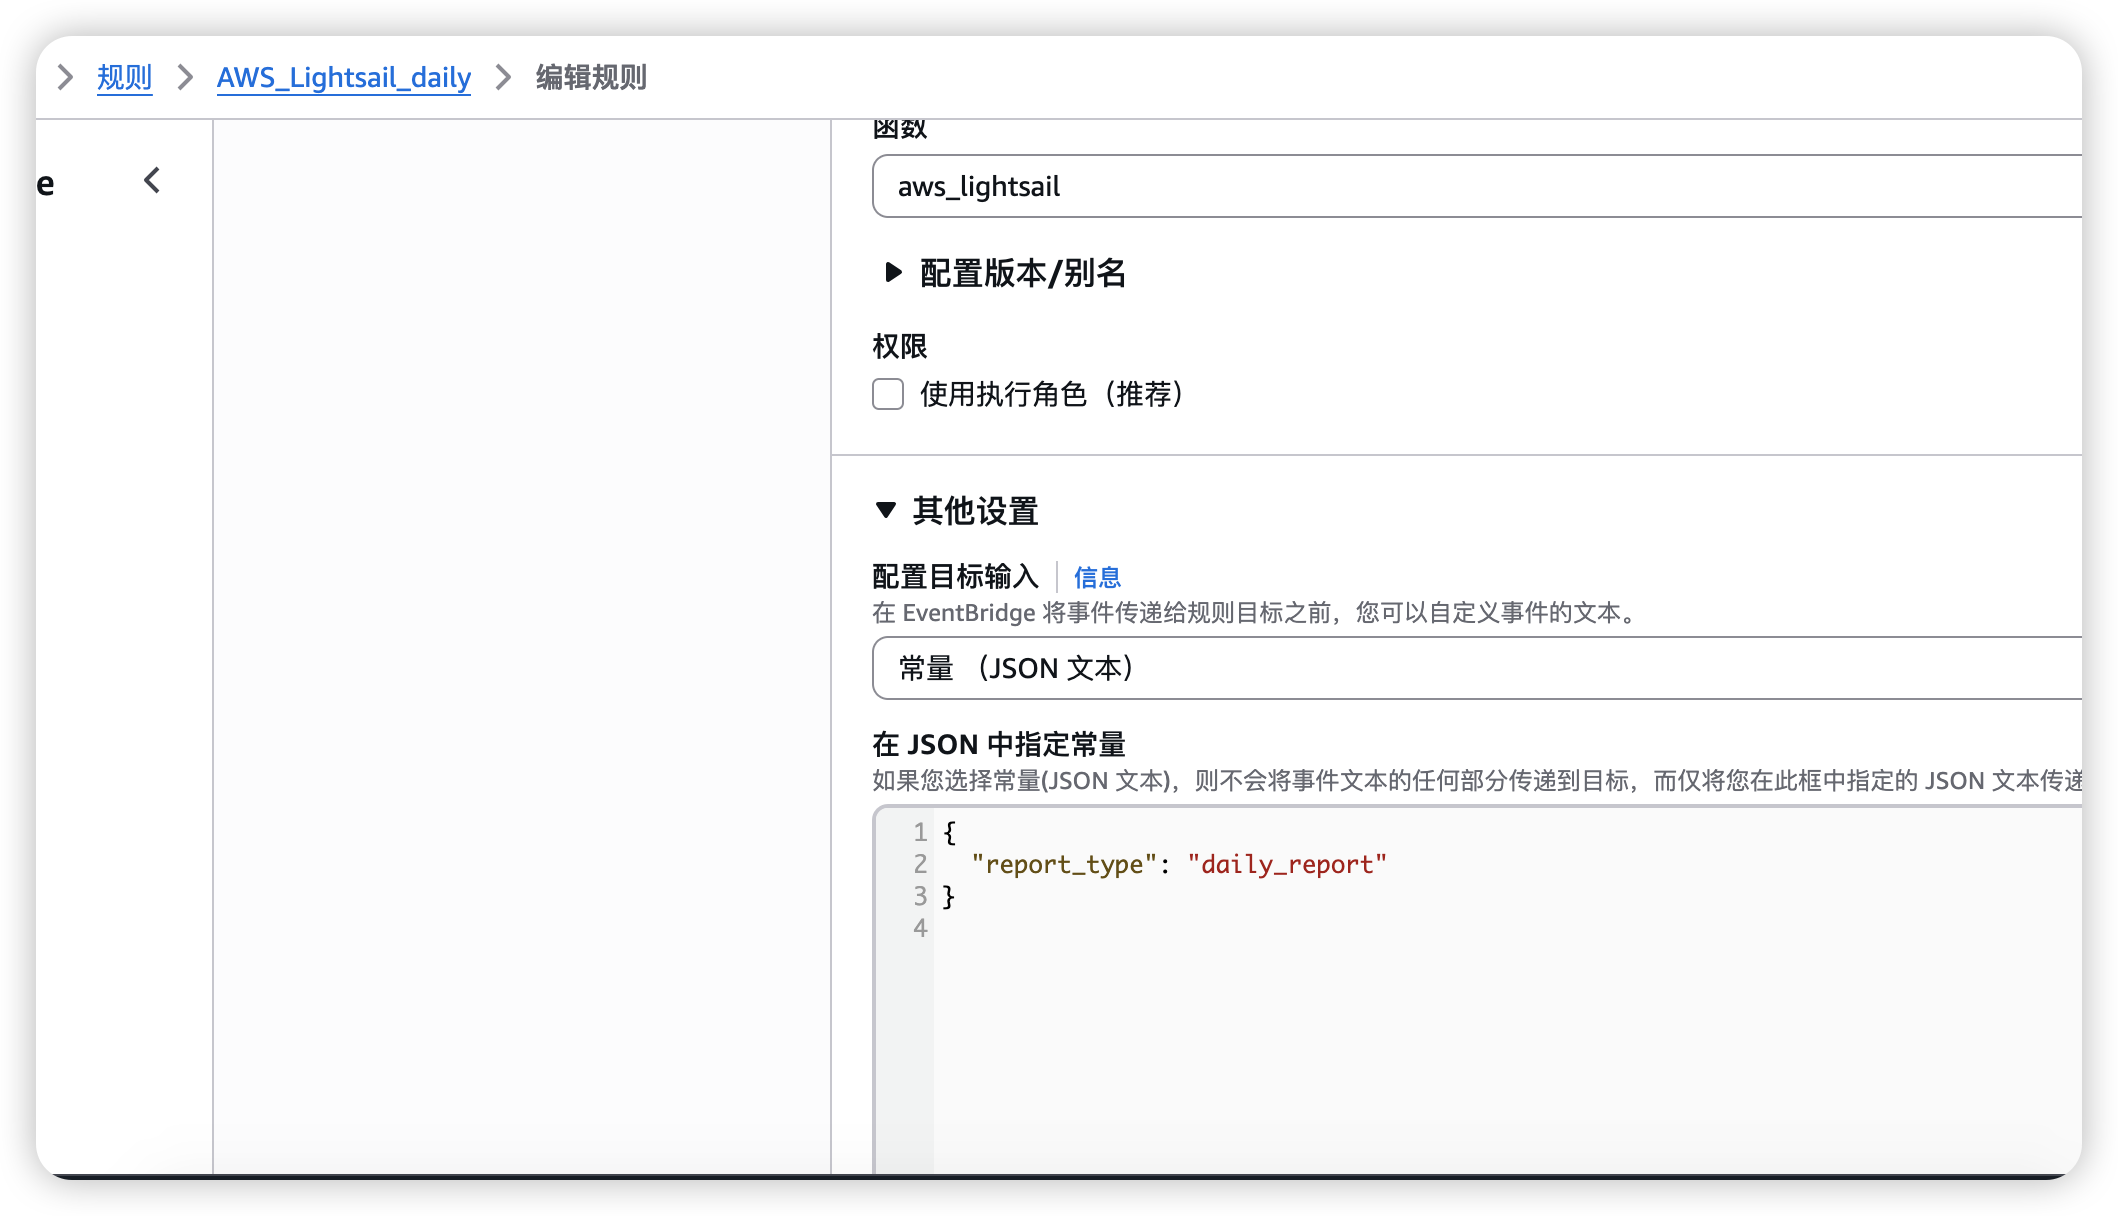 规则 AWS_Lightsail_daily 编辑规则
e
函数
aws_lightsail
配置版本/别名
权限
使用执行角色（推荐）
其他设置
配置目标输入 信息
在 EventBridge 将事件传递给规则目标之前，您可以自定义事件的文本。
常量 （JSON 文本）
在 JSON 中指定常量
如果您选择常量(JSON 文本)，则不会将事件文本的任何部分传递到目标，而仅将您在此框中指定的 JSON 文本传递
1 {
2 "report_type": "daily_report"
3 }
4